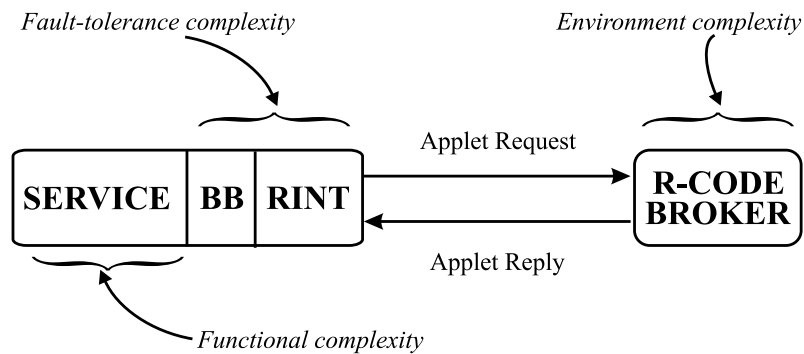 Fault-tolerance complexity
Environment complexity
Applet Request
SERVICE BB RINT
R-CODE
BROKER
Applet Reply
Functional complexity